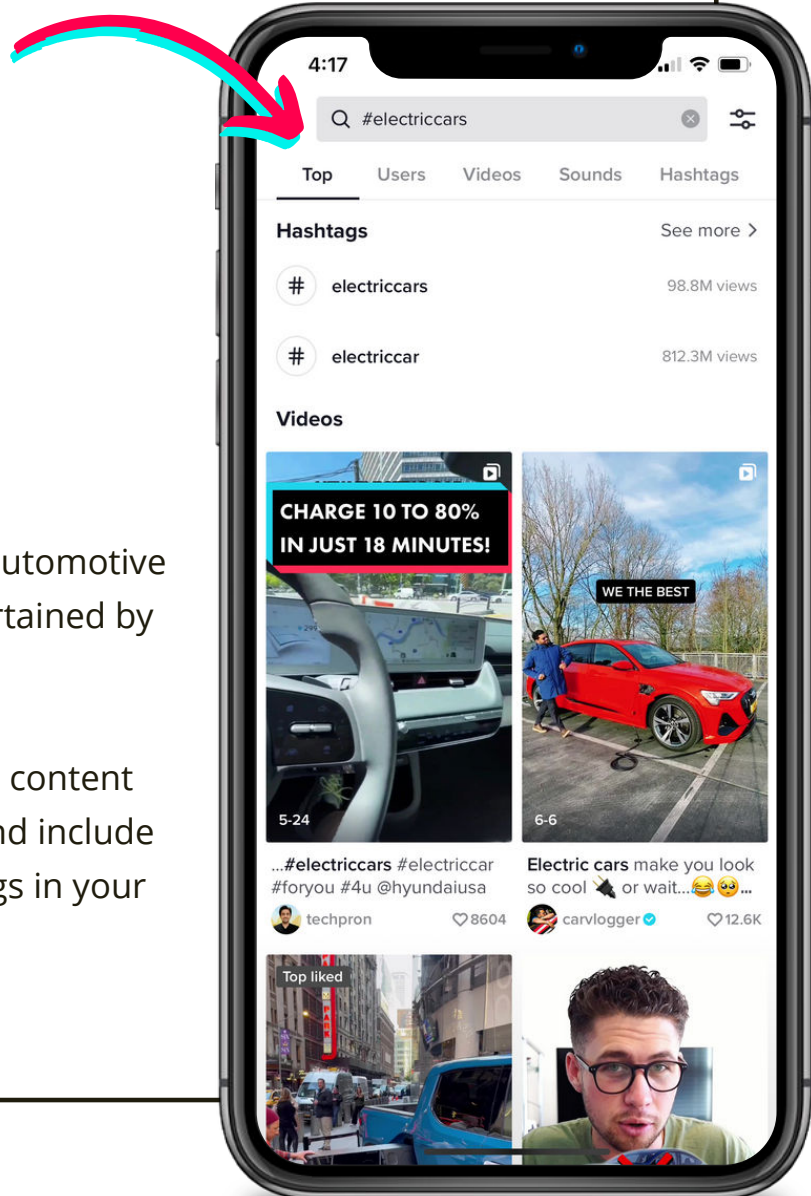 4:17
#electriccars
Top Users Videos Sounds Hashtags
Hashtags See more >
# electriccars 98.8M views
# electriccar 812.3M views
Videos
CHARGE 10 TO 80%
IN JUST 18 MINUTES!
5-24
WE THE BEST
6-6
...#electriccars #electriccar
#foryou #4u @hyundaiusa
techpron 8604
Electric cars make you look
so cool 🔌 or wait...😂🥺...
carvlogger 12.6K
Top liked
PARK
utomotive
rtained by
content
nd include
gs in your